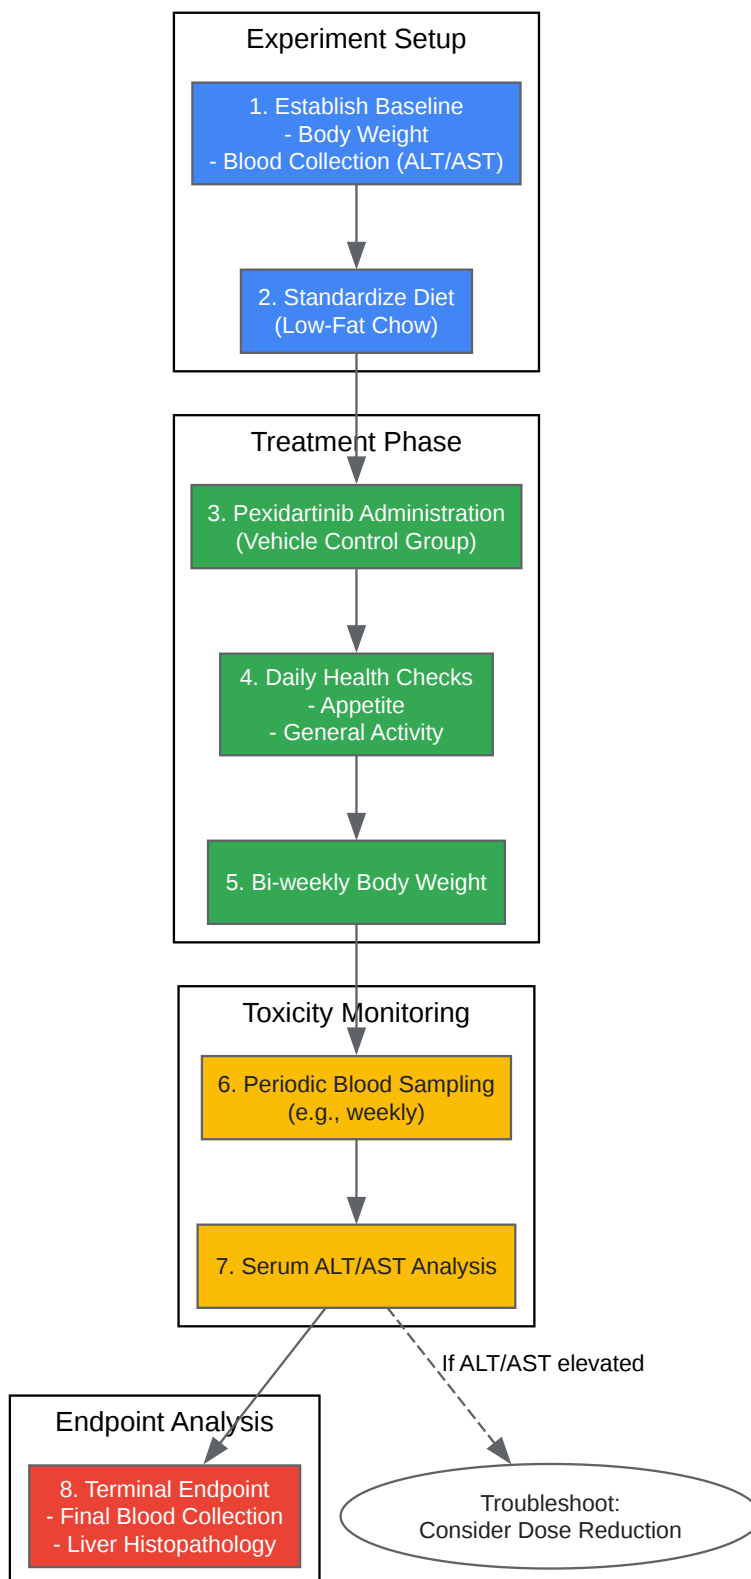 Experiment Setup
1. Establish Baseline
- Body Weight
- Blood Collection (ALT/AST)
2. Standardize Diet
(Low-Fat Chow)
Treatment Phase
3. Pexidartinib Administration
(Vehicle Control Group)
4. Daily Health Checks
- Appetite
- General Activity
5. Bi-weekly Body Weight
Toxicity Monitoring
6. Periodic Blood Sampling
(e.g., weekly)
7. Serum ALT/AST Analysis
If ALT/AST elevated
Endpoint Analysis
8. Terminal Endpoint
- Final Blood Collection
- Liver Histopathology
Troubleshoot:
Consider Dose Reduction